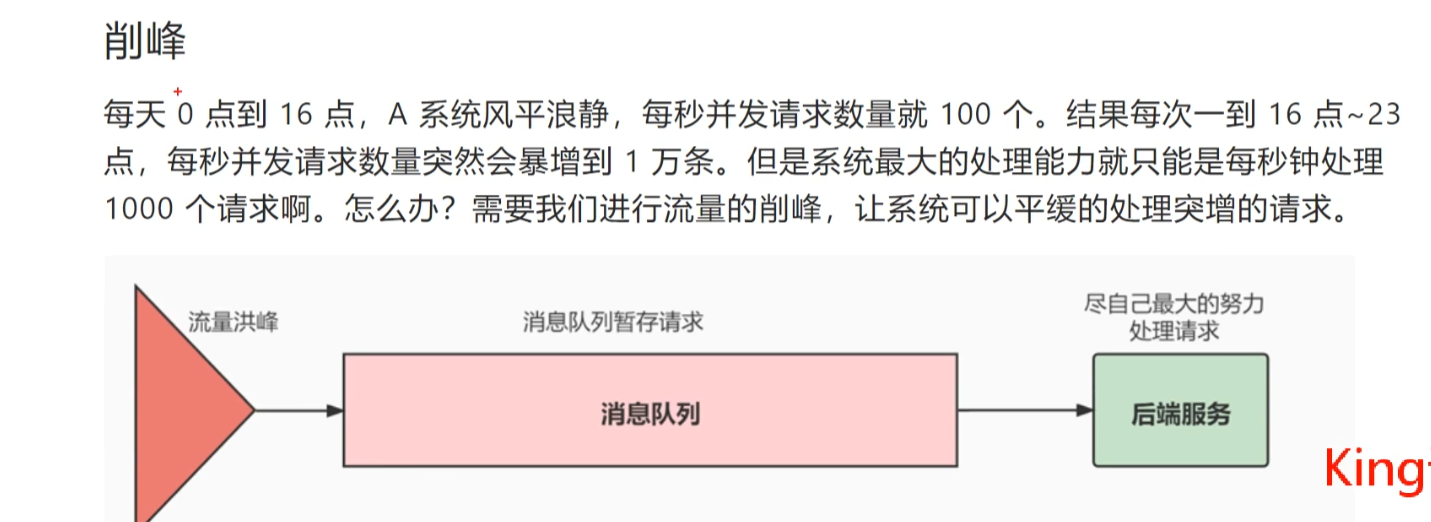 削峰
每天 0 点到 16 点，A 系统风平浪静，每秒并发请求数量就 100 个。结果每次一到 16 点~23
点，每秒并发请求数量突然会暴增到 1 万条。但是系统最大的处理能力就只能是每秒钟处理
1000 个请求啊。怎么办？需要我们进行流量的削峰，让系统可以平缓的处理突增的请求。
流量洪峰
消息队列暂存请求
尽自己最大的努力
处理请求
消息队列
后端服务
King